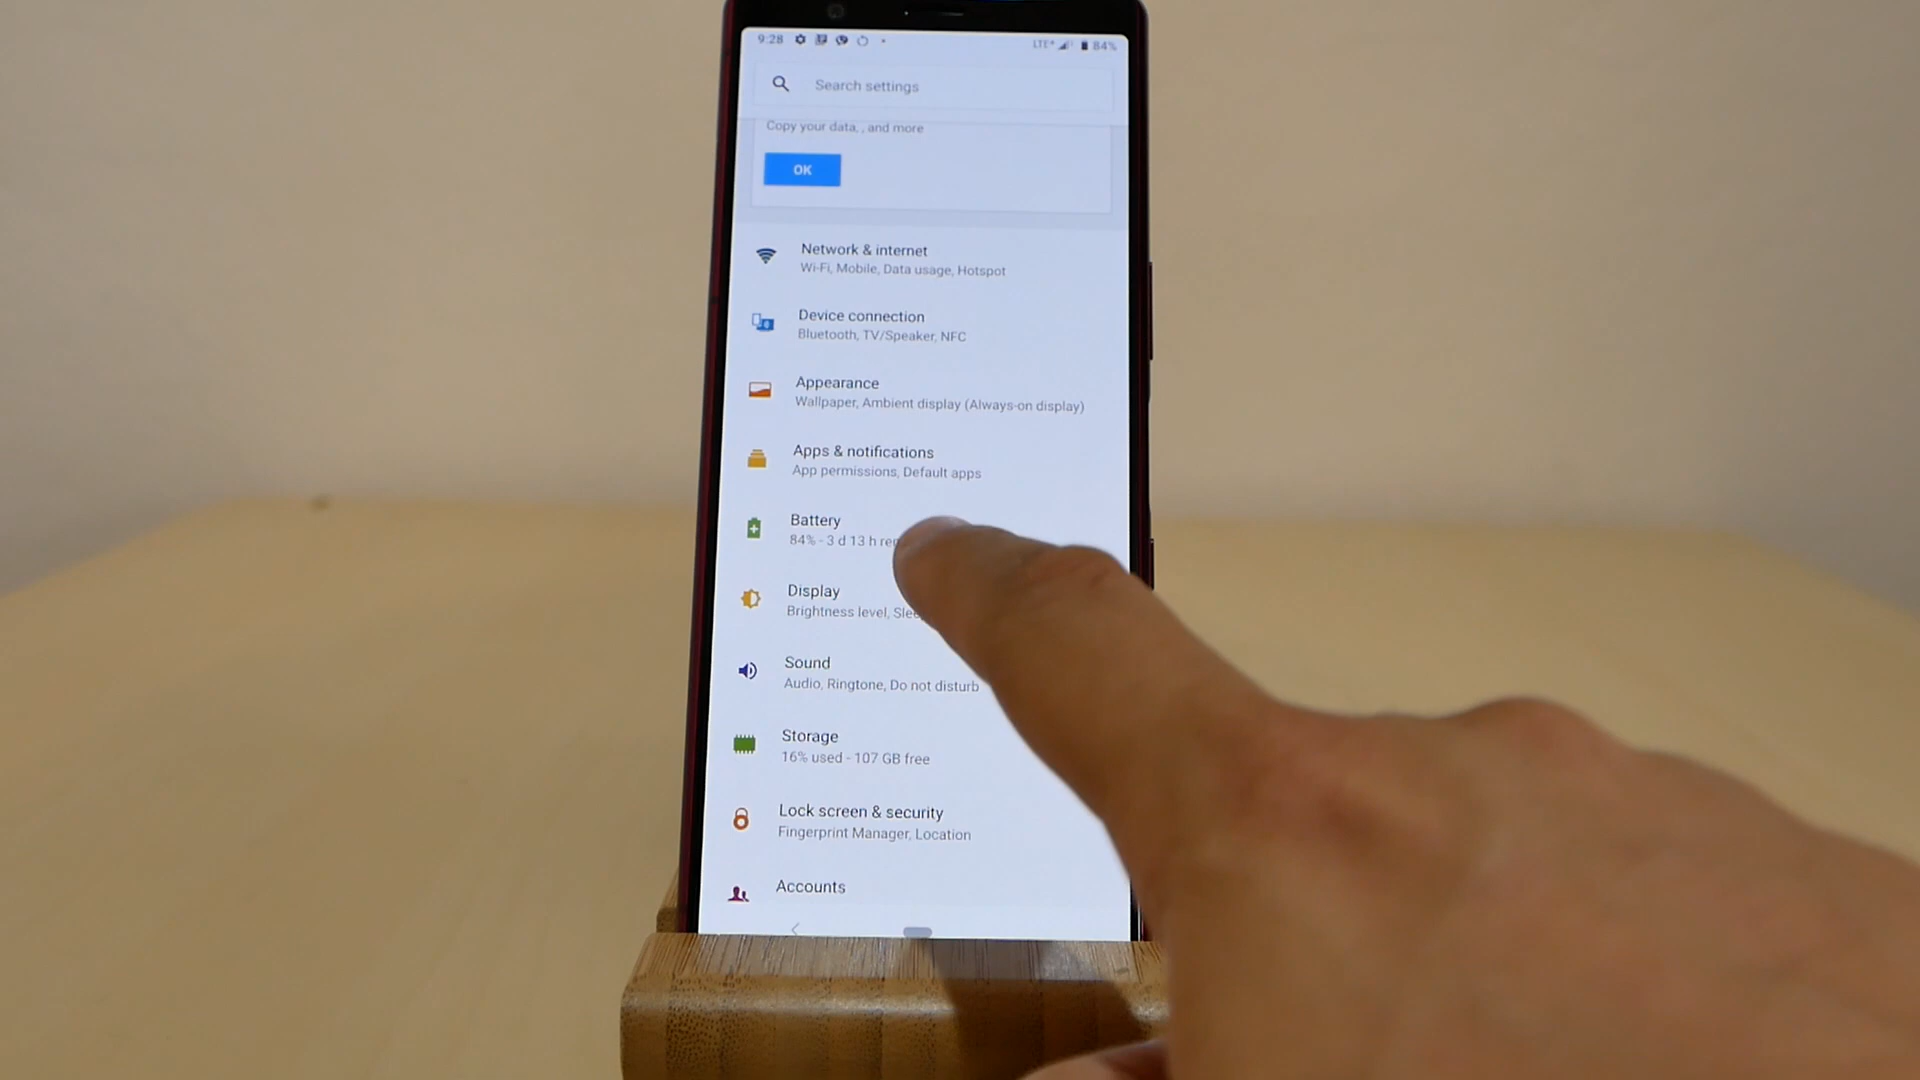 9:28 LTE+ 84%
Search settings
Copy your data, , and more
OK
Network & internet
Wi-Fi, Mobile, Data usage, Hotspot
Device connection
Bluetooth, TV/Speaker, NFC
Appearance
Wallpaper, Ambient display (Always-on display)
Apps & notifications
App permissions, Default apps
Battery
84% - 3 d 13 h
Display
Brightness level,
Sound
Audio, Ringtone, Do not disturb
Storage
16% used - 107 GB free
Lock screen & security
Fingerprint Manager, Location
Accounts